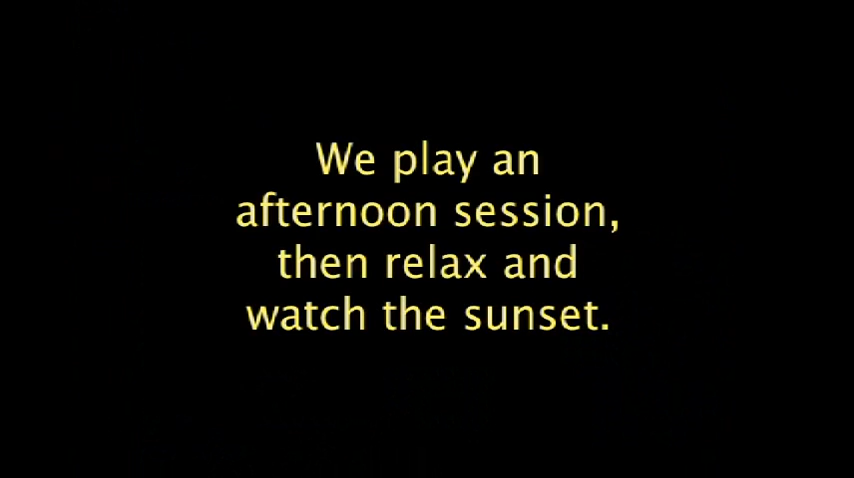 We play an
afternoon session,
then relax and
watch the sunset.